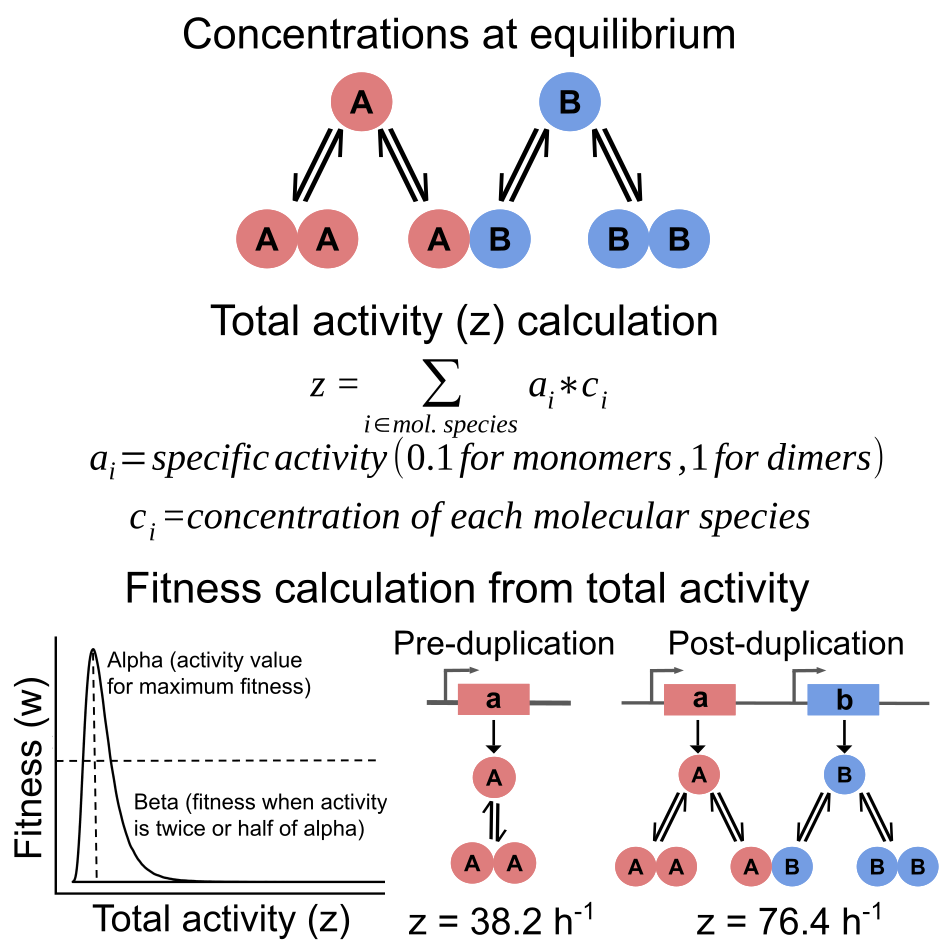 Concentrations at equilibrium
A B
A A A B B B
Total activity (z) calculation
z = ∑ a_i * c_i
i ∈ mol. species
a_i = specific activity (0.1 for monomers, 1 for dimers)
c_i = concentration of each molecular species
Fitness calculation from total activity
Fitness (w)
Alpha (activity value
for maximum fitness)
Beta (fitness when activity
is twice or half of alpha)
Total activity (z)
Pre-duplication
a
A
A A
z = 38.2 h⁻¹
Post-duplication
a b
A B
A A A B B B
z = 76.4 h⁻¹